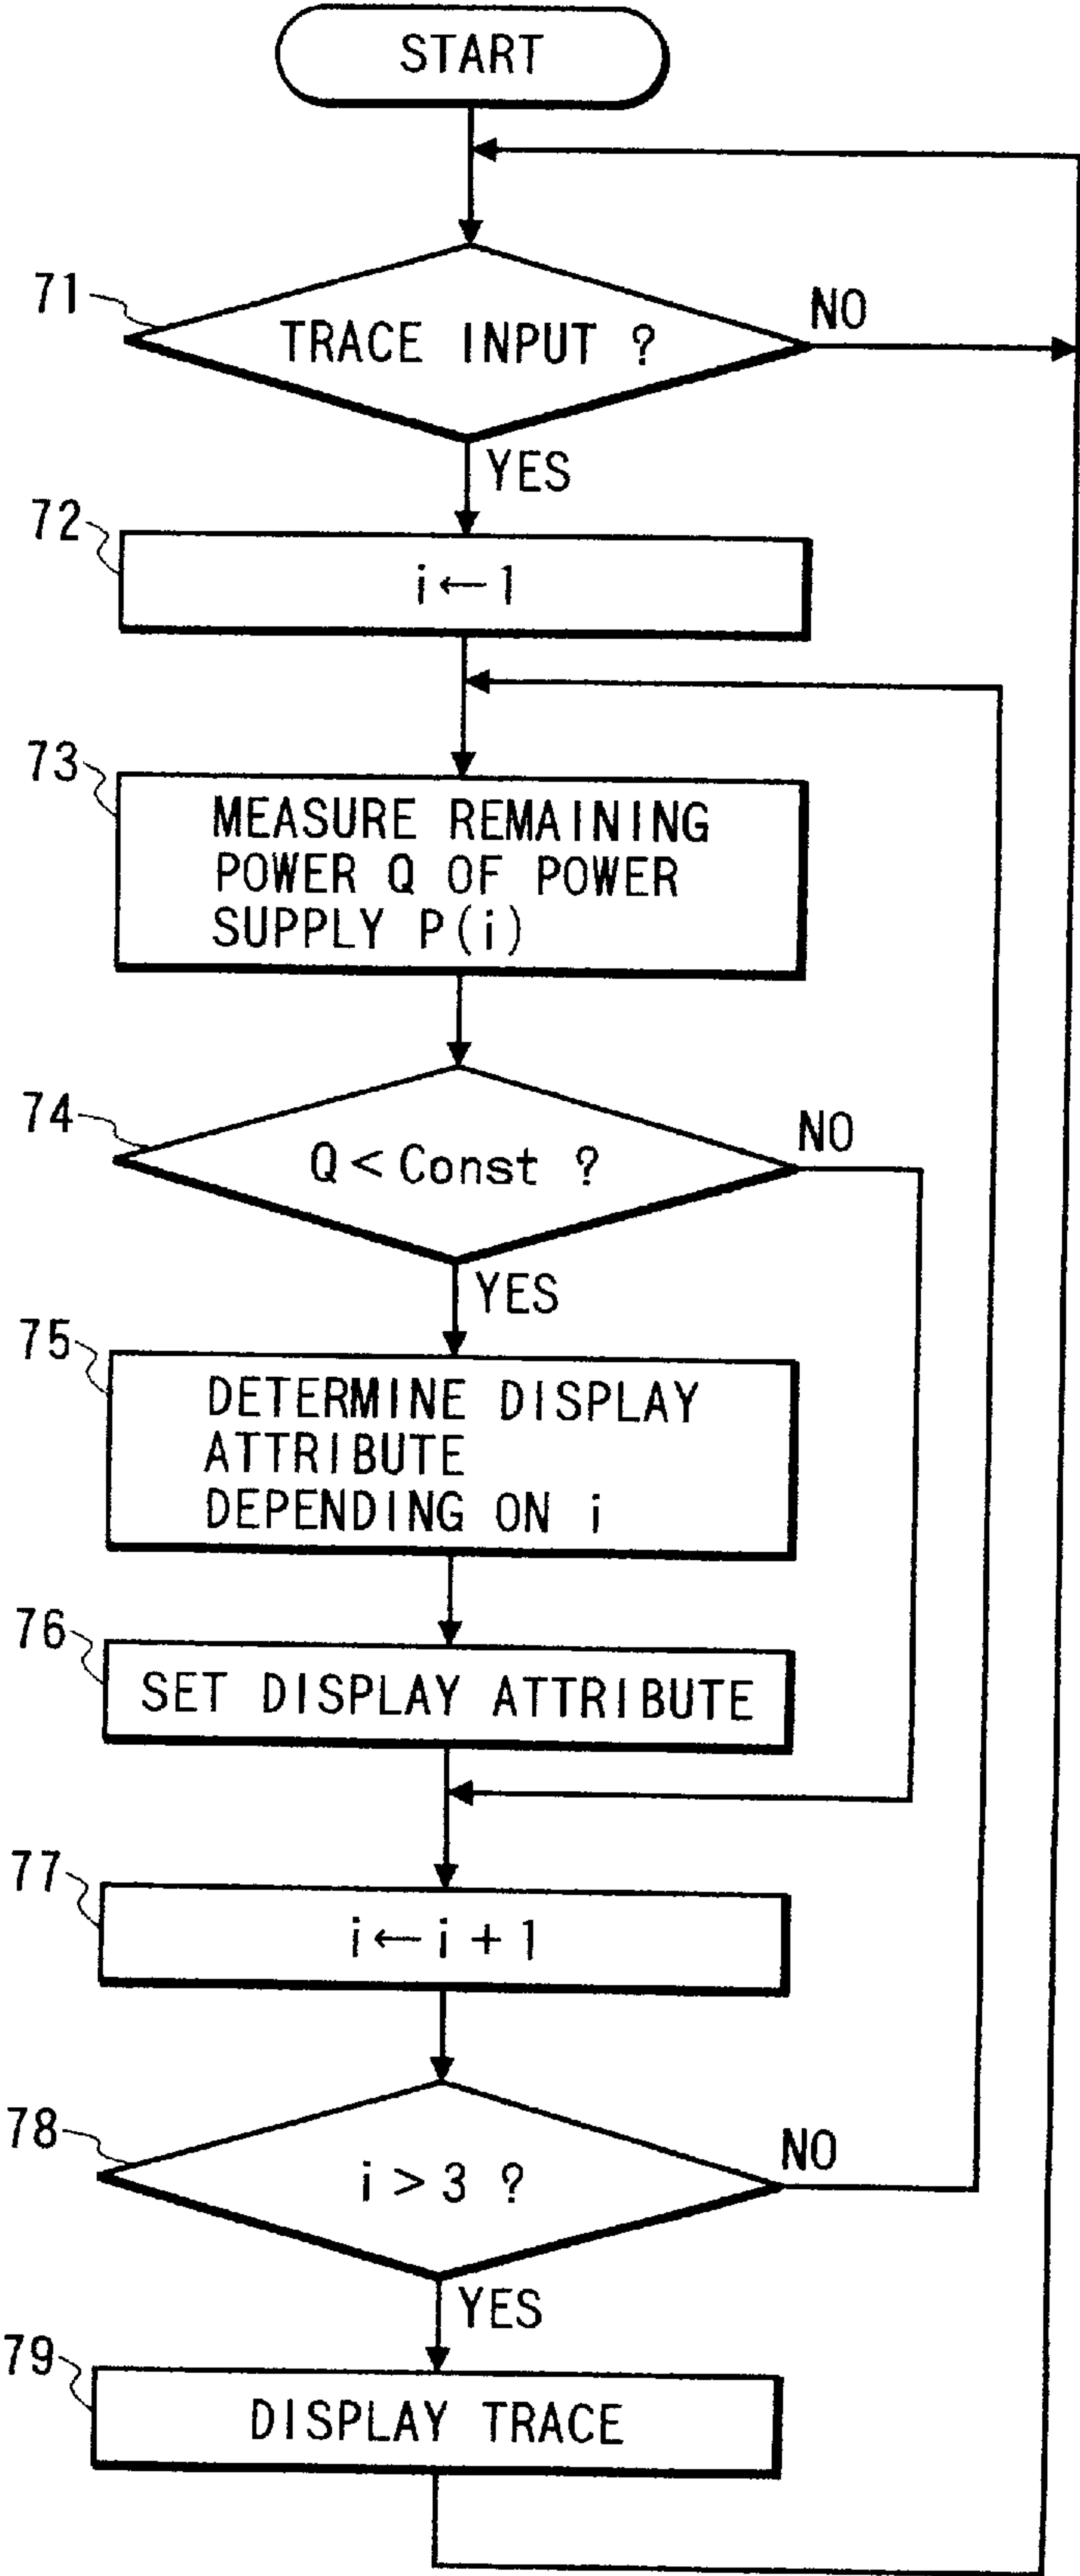 START
71
TRACE INPUT ?
NO
YES
72
i ← 1
73
MEASURE REMAINING
POWER Q OF POWER
SUPPLY P(i)
74
Q < Const ?
NO
YES
75
DETERMINE DISPLAY
ATTRIBUTE
DEPENDING ON i
76
SET DISPLAY ATTRIBUTE
77
i ← i + 1
78
i > 3 ?
NO
YES
79
DISPLAY TRACE